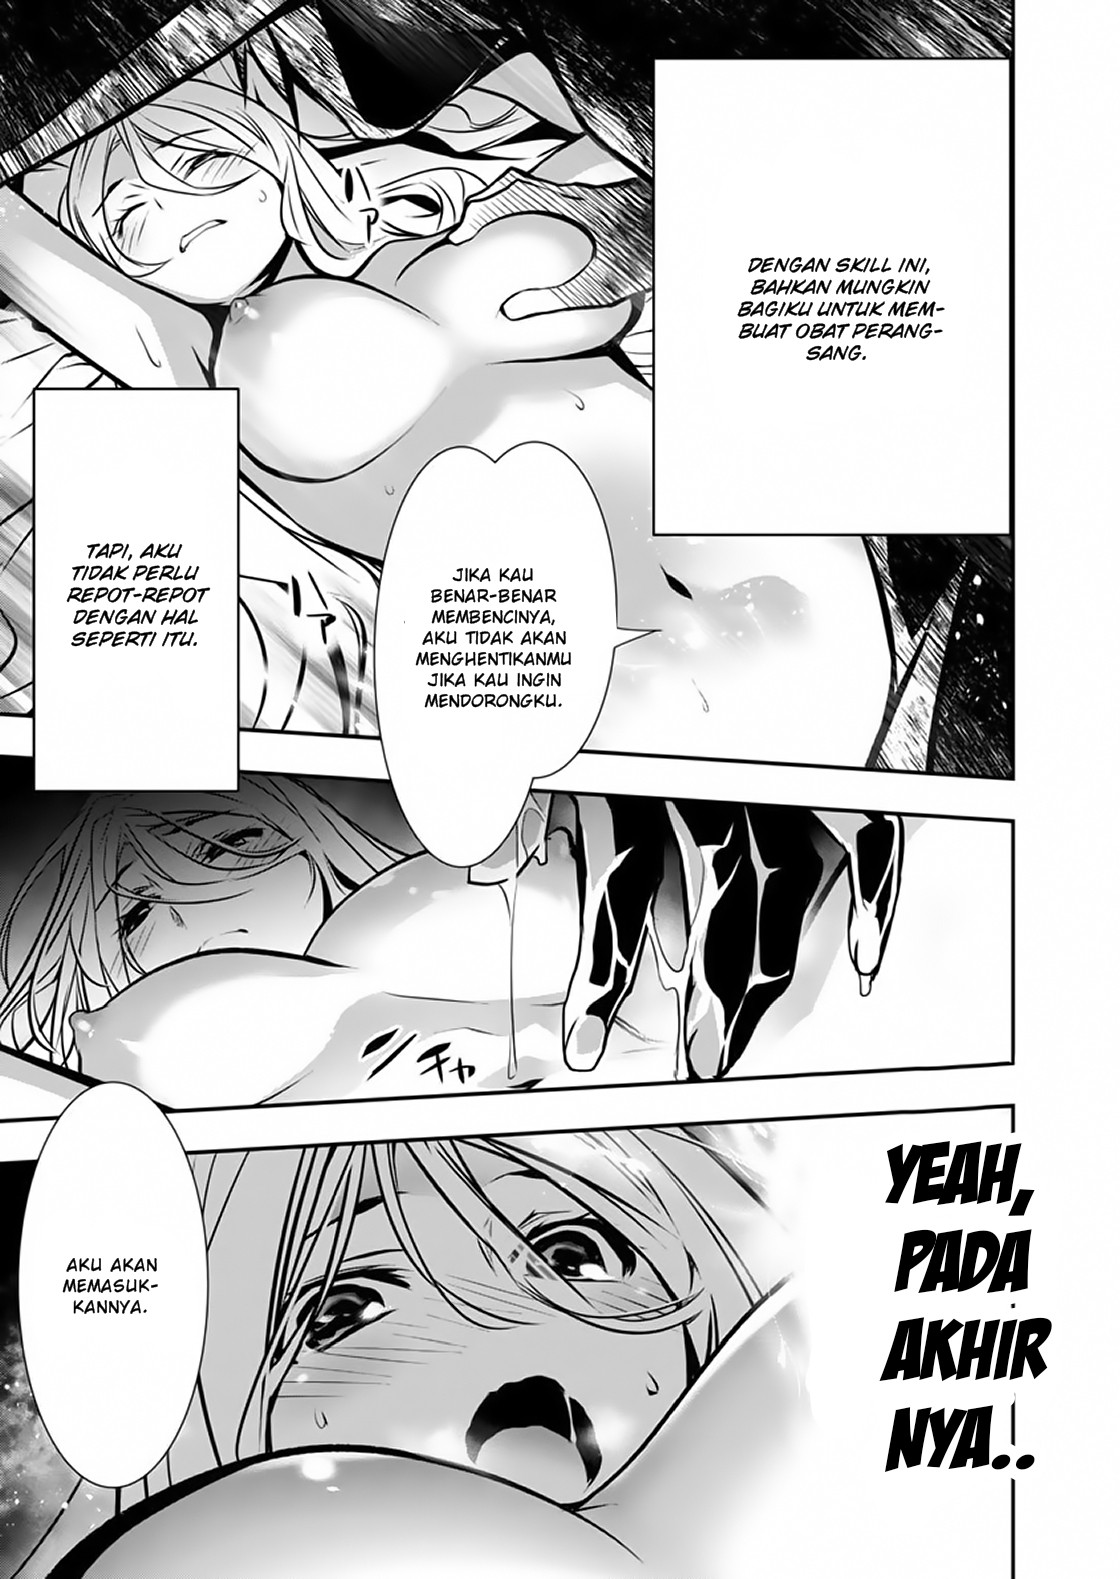 DENGAN SKILL INI,
BAHKAN MUNGKIN
BAGIKU UNTUK MEM-
BUAT OBAT PERANG-
SANG.
TAPI, AKU
TIDAK PERLU
REPOT-REPOT
DENGAN HAL
SEPERTI ITU.
JIKA KAU
BENAR-BENAR
MEMBENCINYA,
AKU TIDAK AKAN
MENGHENTIKANMU
JIKA KAU INGIN
MENDORONGKU.
YEAH,
PADA
AKHIR
NYA..
AKU AKAN
MEMASUK-
KANNYA.